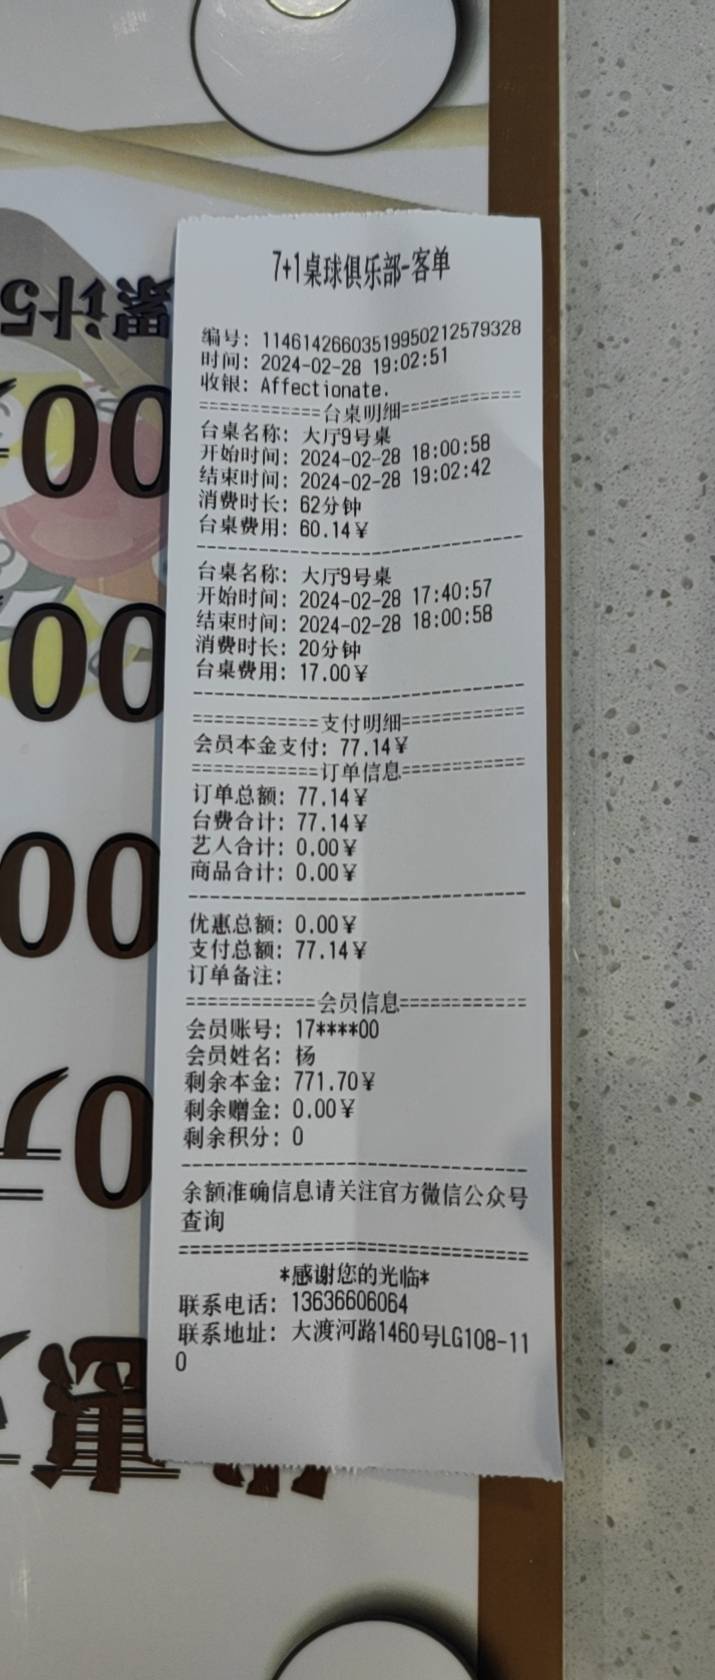 7+1桌球俱乐部-客单
编号: 1146142660351995021257​9328
时间: 2024-02-28 19:02:51
收银: Affectionate.
============台桌明细============
台桌名称: 大厅9号桌
开始时间: 2024-02-28 18:00:58
结束时间: 2024-02-28 19:02:42
消费时长: 62分钟
台桌费用: 60.14¥
--------------------------------
台桌名称: 大厅9号桌
开始时间: 2024-02-28 17:40:57
结束时间: 2024-02-28 18:00:58
消费时长: 20分钟
台桌费用: 17.00¥
--------------------------------
============支付明细============
会员本金支付: 77.14¥
============订单信息============
订单总额: 77.14¥
台费合计: 77.14¥
艺人合计: 0.00¥
商品合计: 0.00¥
--------------------------------
优惠总额: 0.00¥
支付总额: 77.14¥
订单备注:
============会员信息============
会员账号: 17****00
会员姓名: 杨
剩余本金: 771.70¥
剩余赠金: 0.00¥
剩余积分: 0
--------------------------------
余额准确信息请关注官方微信公众号
查询
================================
*感谢您的光临*
联系电话: 13636606064
联系地址: 大渡河路1460号LG108-11
0
累计5
00
00
00
0
惠